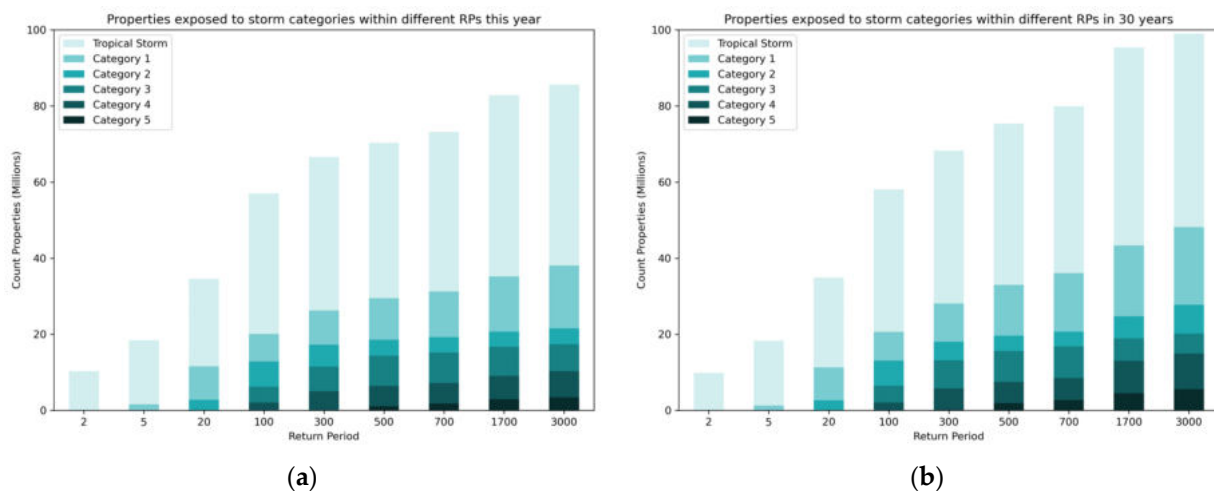 Properties exposed to storm categories within different RPs this year
100
80
60
40
20
0
Count Properties (Millions)
Tropical Storm
Category 1
Category 2
Category 3
Category 4
Category 5
2 5 20 100 300 500 700 1700 3000
Return Period
(a)
Properties exposed to storm categories within different RPs in 30 years
100
80
60
40
20
0
Count Properties (Millions)
Tropical Storm
Category 1
Category 2
Category 3
Category 4
Category 5
2 5 20 100 300 500 700 1700 3000
Return Period
(b)